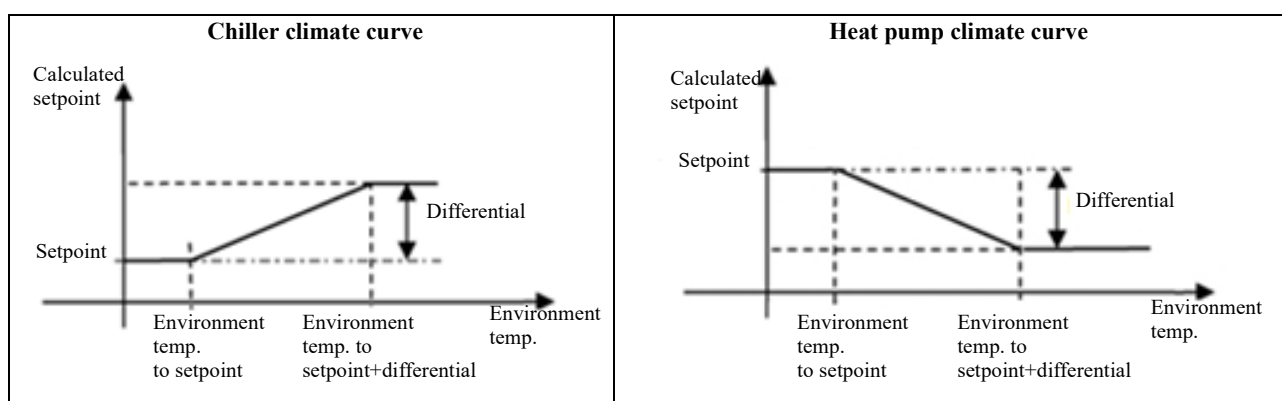 Chiller climate curve
Calculated
setpoint
Setpoint
Differential
Environment
temp.
to setpoint
Environment
temp. to
setpoint+differential
Environment
temp.
Heat pump climate curve
Calculated
setpoint
Setpoint
Differential
Environment
temp.
to setpoint
Environment
temp. to
setpoint+differential
Environment
temp.